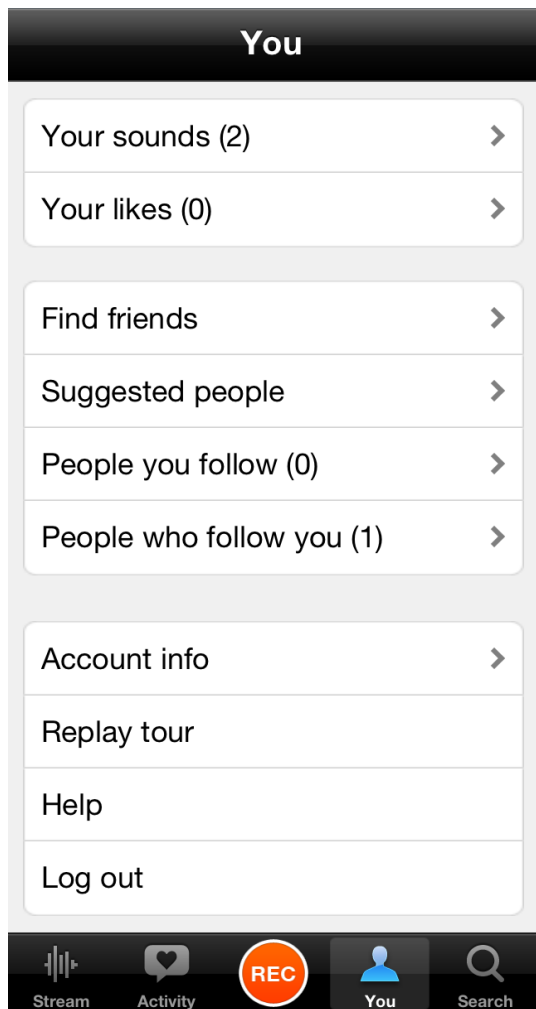 You
Your sounds (2)
Your likes (0)
Find friends
Suggested people
People you follow (0)
People who follow you (1)
Account info
Replay tour
Help
Log out
REC
Stream
Activity
You
Search